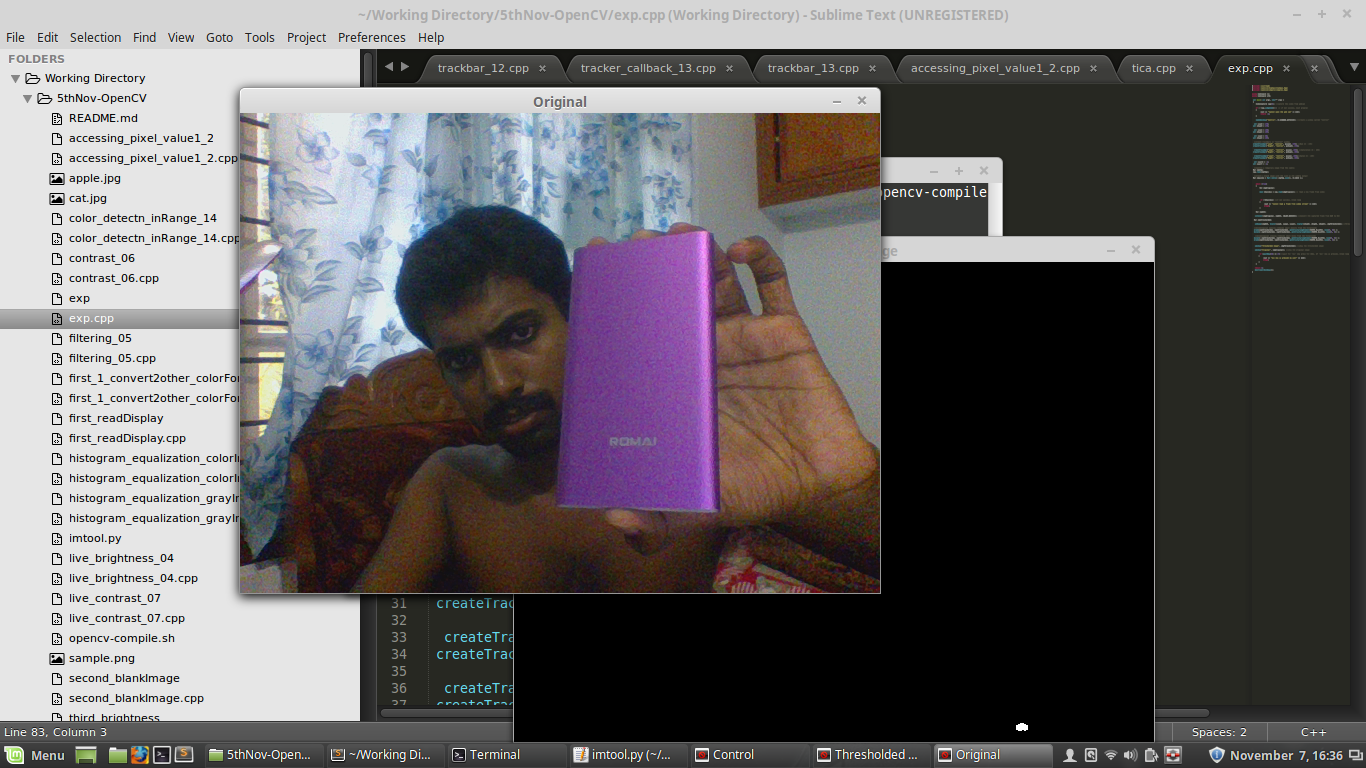 ~/Working Directory/5thNov-OpenCV/exp.cpp (Working Directory) - Sublime Text (UNREGISTERED)
File Edit Selection Find View Goto Tools Project Preferences Help
FOLDERS
Working Directory
5thNov-OpenCV
README.md
accessing_pixel_value1_2
accessing_pixel_value1_2.cpp
apple.jpg
cat.jpg
color_detectn_inRange_14
color_detectn_inRange_14.cpp
contrast_06
contrast_06.cpp
exp
exp.cpp
filtering_05
filtering_05.cpp
first_1_convert2other_colorFor
first_1_convert2other_colorFor
first_readDisplay
first_readDisplay.cpp
histogram_equalization_colorI
histogram_equalization_colorI
histogram_equalization_grayIr
histogram_equalization_grayIr
imtool.py
live_brightness_04
live_brightness_04.cpp
live_contrast_07
live_contrast_07.cpp
opencv-compile.sh
sample.png
second_blankImage
second_blankImage.cpp
third_brightness
trackbar_12.cpp tracker_callback_13.cpp trackbar_13.cpp accessing_pixel_value1_2.cpp tica.cpp exp.cpp
Original
opencv-compile
ge
ROMAI
31 createTrac
32
33 createTra
34 createTrac
35
36 createTra
37 createTrac
Line 83, Column 3 Spaces: 2 C++
Menu 5thNov-Open... ~/Working Di... Terminal imtool.py (~/... Control Thresholded ... Original November 7, 16:36